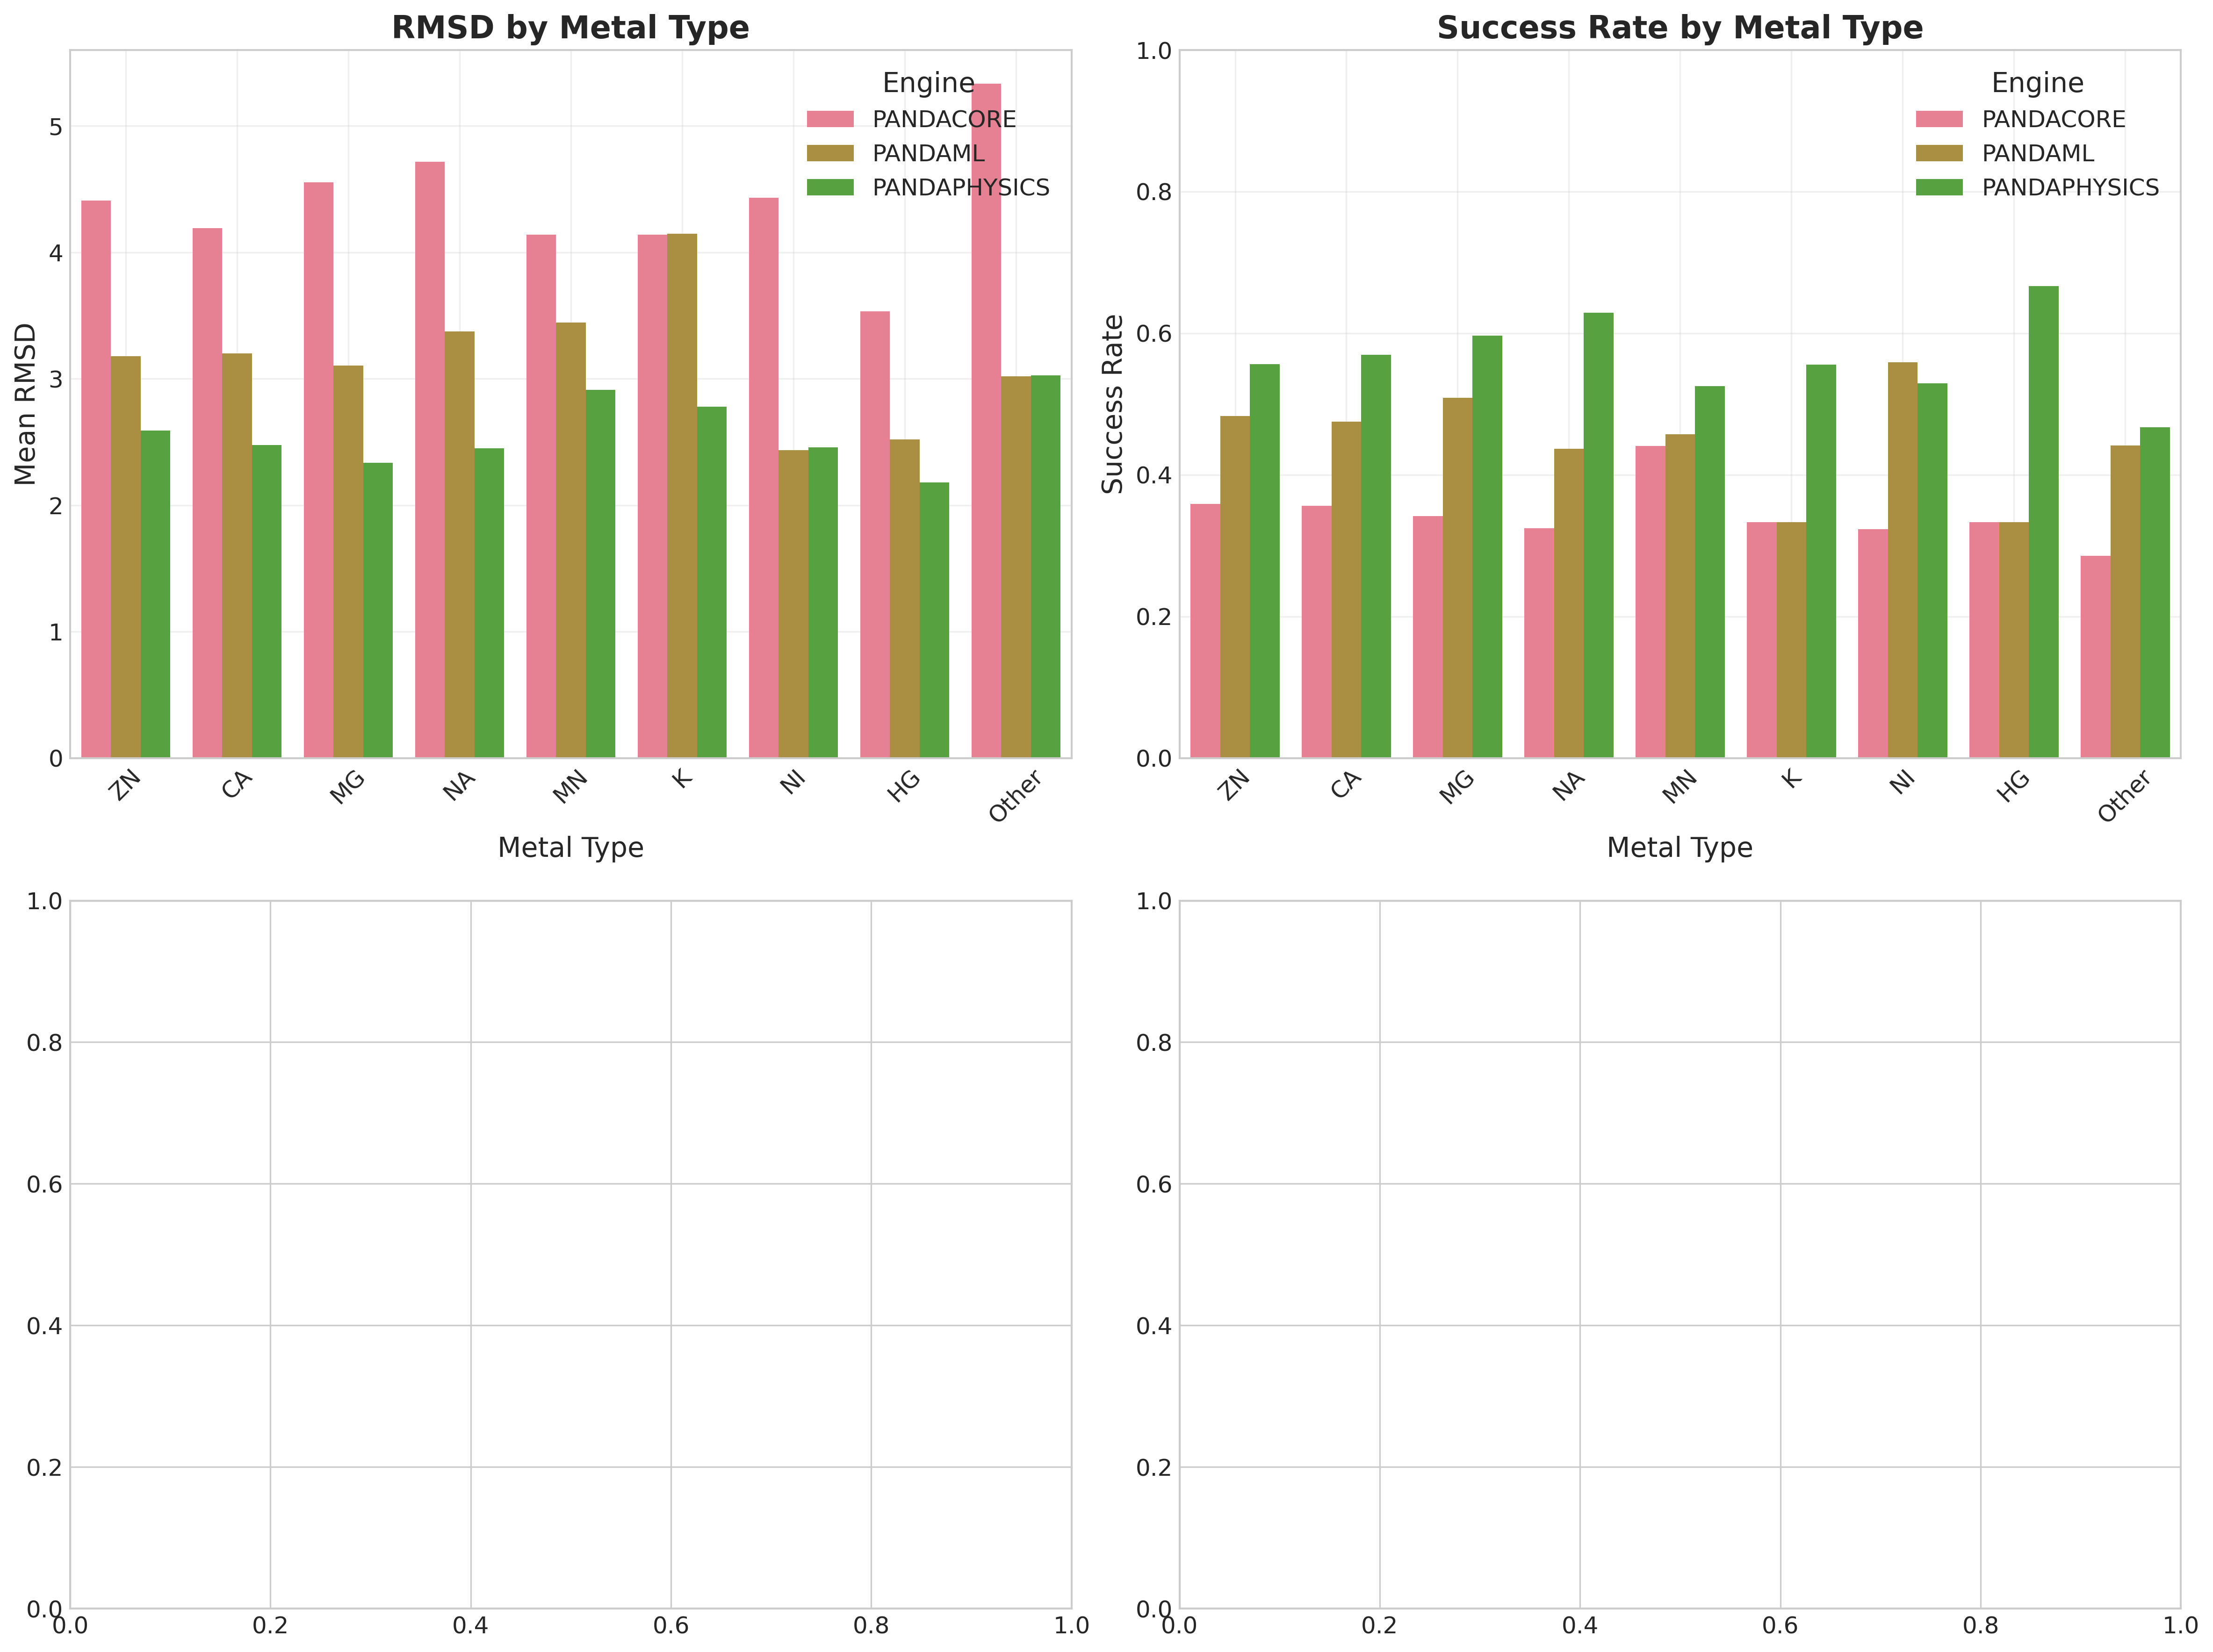 RMSD by Metal Type
Mean RMSD
5
4
3
2
1
0
Engine
PANDACORE
PANDAML
PANDAPHYSICS
ZN CA MG NA MN K NI HG Other
Metal Type
Success Rate by Metal Type
Success Rate
1.0
0.8
0.6
0.4
0.2
0.0
Engine
PANDACORE
PANDAML
PANDAPHYSICS
ZN CA MG NA MN K NI HG Other
Metal Type
1.0
0.8
0.6
0.4
0.2
0.0
0.0 0.2 0.4 0.6 0.8 1.0
1.0
0.8
0.6
0.4
0.2
0.0
0.0 0.2 0.4 0.6 0.8 1.0